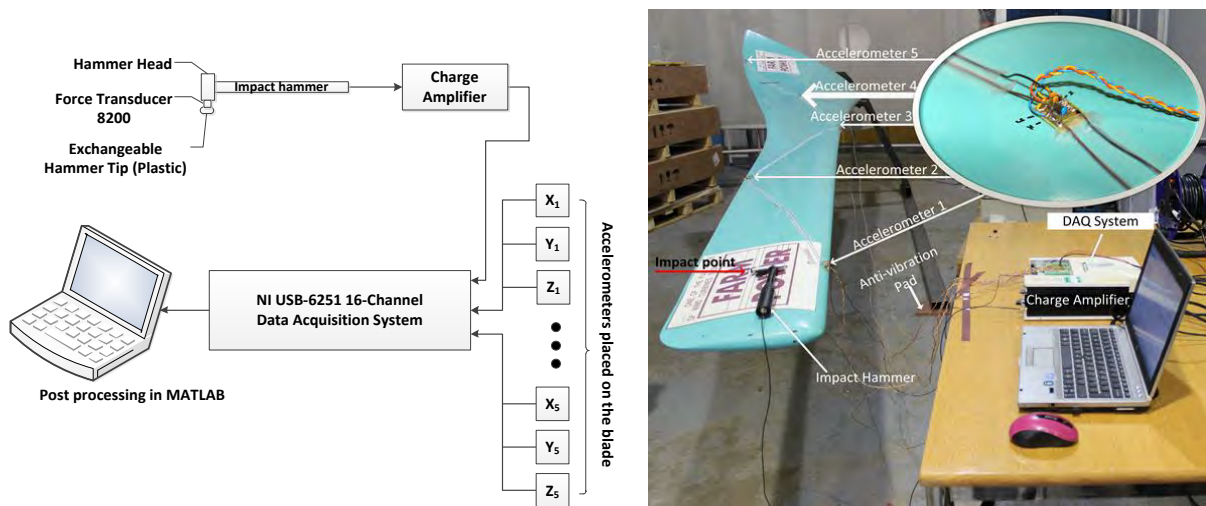 Hammer Head
Impact hammer
Force Transducer
8200
Exchangeable
Hammer Tip (Plastic)
Charge
Amplifier
X1
Y1
Z1
X5
Y5
Z5
Accelerometers placed on the blade
NI USB-6251 16-Channel
Data Acquisition System
Post processing in MATLAB
Accelerometer 5
Accelerometer 4
Accelerometer 3
Accelerometer 2
Accelerometer 1
Impact point
FARM
POWER
Anti-vibration
Pad
DAQ System
Charge Amplifier
Impact Hammer